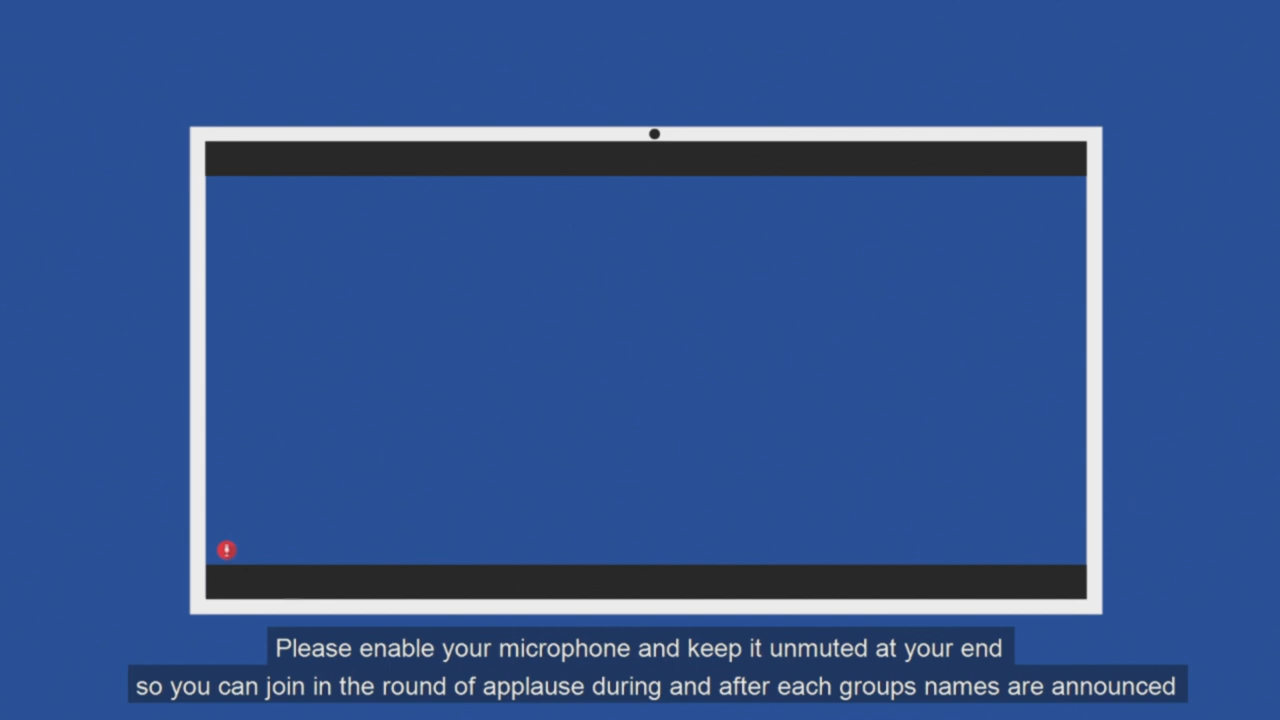 Please enable your microphone and keep it unmuted at your end
so you can join in the round of applause during and after each groups names are announced